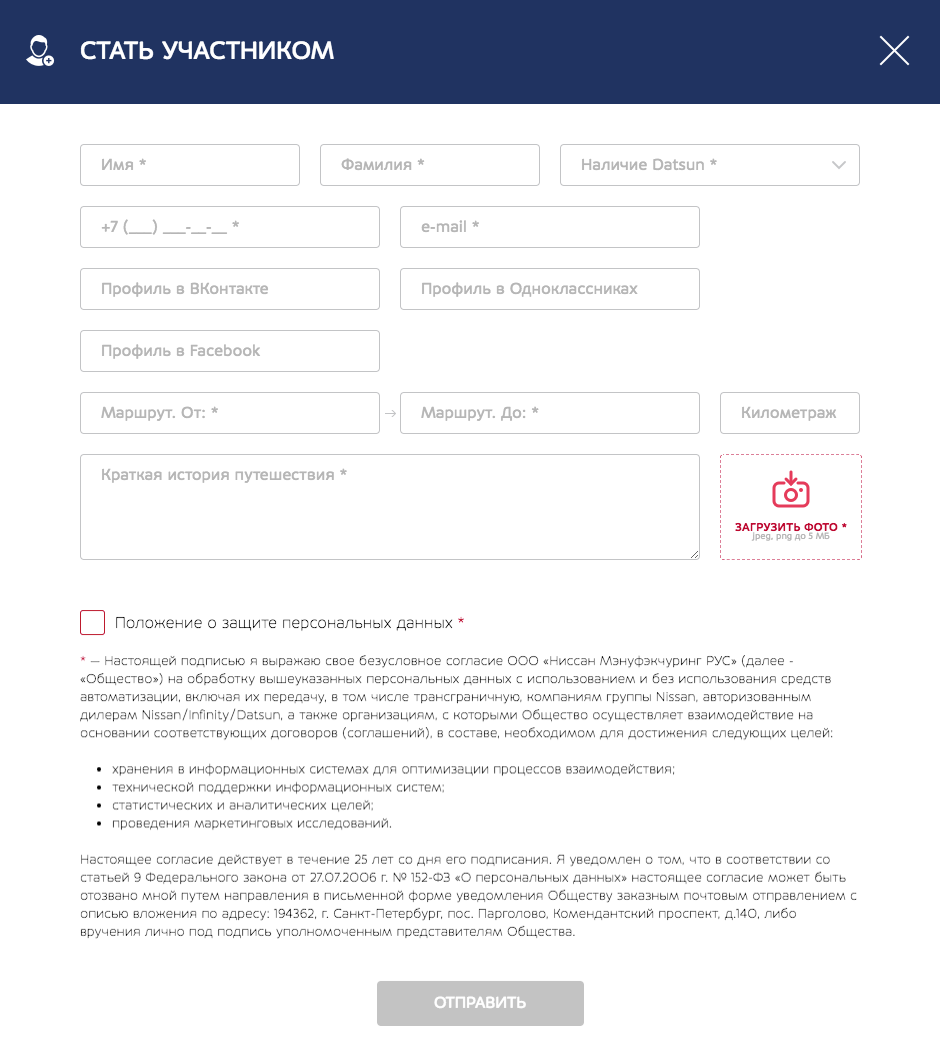 СТАТЬ УЧАСТНИКОМ
Имя *
Фамилия *
Наличие Datsun *
+7 (___) ___-__-__ *
e-mail *
Профиль в ВКонтакте
Профиль в Одноклассниках
Профиль в Facebook
Маршрут. От: *
→
Маршрут. До: *
Километраж
Краткая история путешествия *
ЗАГРУЗИТЬ ФОТО *
jpeg, png до 5 МБ
Положение о защите персональных данных *
* — Настоящей подписью я выражаю свое безусловное согласие ООО «Ниссан Мэнуфэкчуринг РУС» (далее -
«Общество») на обработку вышеуказанных персональных данных с использованием и без использования средств
автоматизации, включая их передачу, в том числе трансграничную, компаниям группы Nissan, авторизованным
дилерам Nissan/Infinity/Datsun, а также организациям, с которыми Общество осуществляет взаимодействие на
основании соответствующих договоров (соглашений), в составе, необходимом для достижения следующих целей:
• хранения в информационных системах для оптимизации процессов взаимодействия;
• технической поддержки информационных систем;
• статистических и аналитических целей;
• проведения маркетинговых исследований.
Настоящее согласие действует в течение 25 лет со дня его подписания. Я уведомлен о том, что в соответствии со
статьей 9 Федерального закона от 27.07.2006 г. № 152-ФЗ «О персональных данных» настоящее согласие может быть
отозвано мной путем направления в письменной форме уведомления Обществу заказным почтовым отправлением с
описью вложения по адресу: 194362, г. Санкт-Петербург, пос. Парголово, Комендантский проспект, д.140, либо
вручения лично под подпись уполномоченным представителям Общества.
ОТПРАВИТЬ